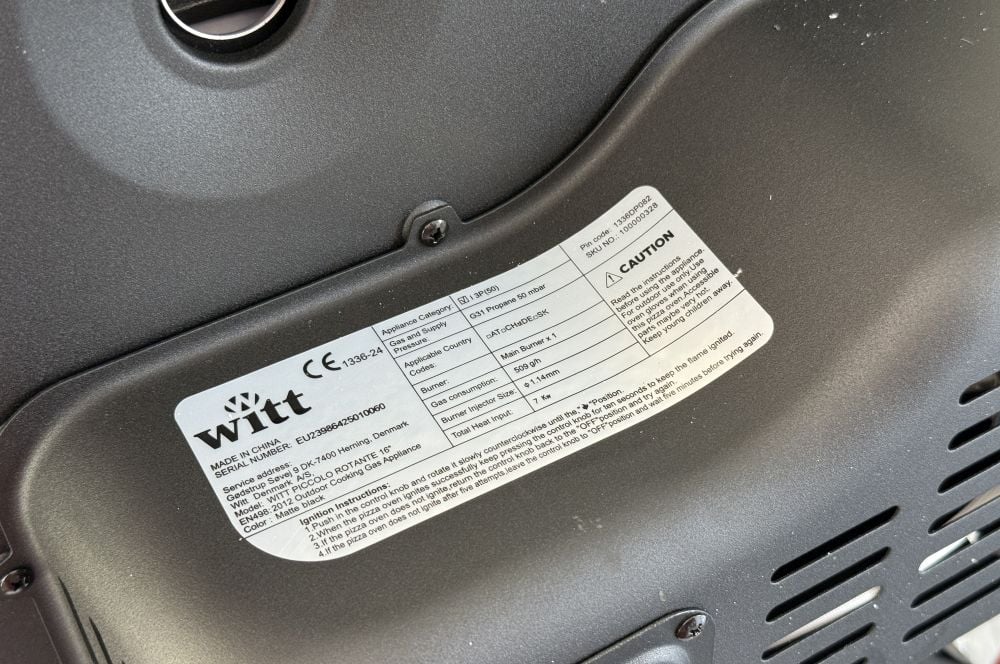 witt
CE 1336-24
MADE IN CHINA
SERIAL NUMBER: EU23986425010060
Service address:
Gødstrup Søvej 9 DK-7400 Herning, Denmark
Witt Denmark A/S.
Model: WITT PICCOLO ROTANTE 16"
EN498: 2012 Outdoor Cooking Gas Appliance
Color : Matte black
Appliance Category: ☑ I 3P(50)
Gas and Supply Pressure: G31 Propane 50 mbar
Applicable Country Codes: □AT□CH☑DE□SK
Burner: Main Burner x 1
Gas consumption: 509 g/h
Burner Injector Size: Φ 1.14mm
Total Heat Input: 7 Kw
Pin code: 1336DP082
SKU NO.: 100000328
⚠ CAUTION
Read the instructions
before using the appliance.
For outdoor use only.Use
oven gloves when using
this pizza oven.Accessible
parts maybe very hot.
Keep young children away.
Ignition Instructions:
1.Push in the control knob and rotate it slowly counterclockwise until the "🔥"Position.
2.When the pizza oven ignites successfully keep pressing the control knob for ten seconds to keep the flame ignited.
3.If the pizza oven does not ignite,return the control knob back to the "OFF"position and try again.
4.If the pizza oven does not ignite after five attempts,leave the control knob to "OFF"position and wait five minutes before trying again.